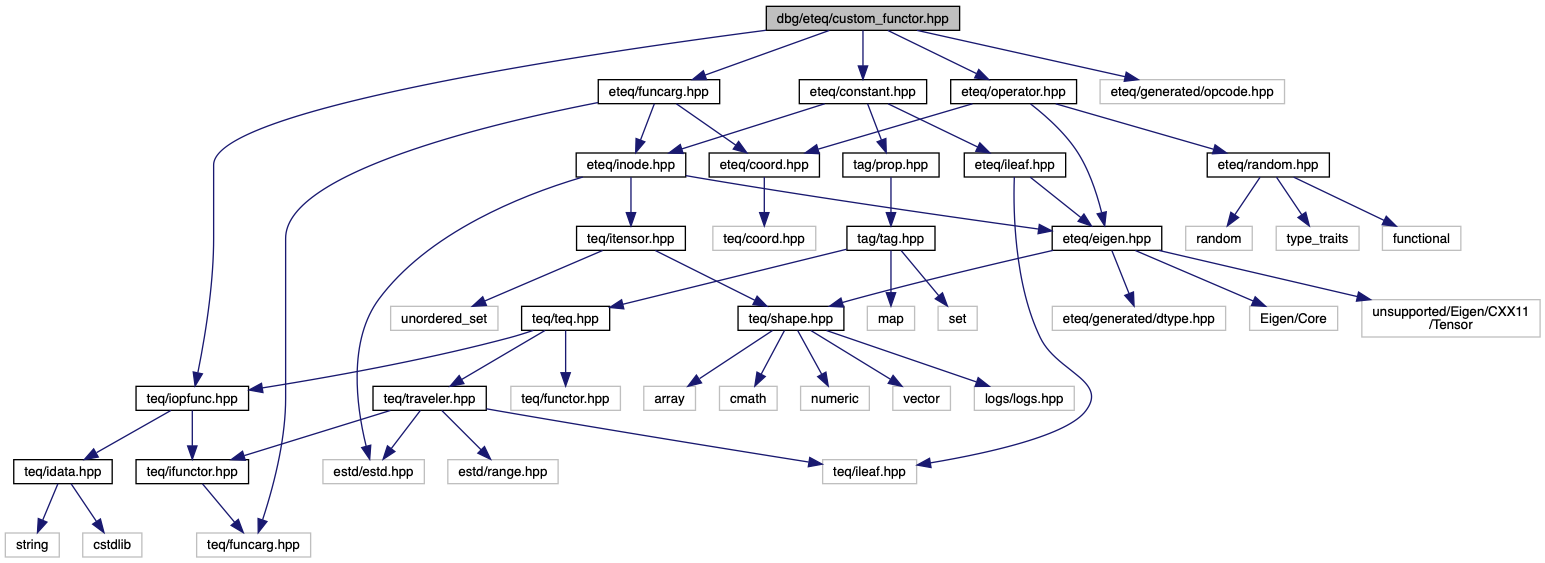 dbg/eteq/custom_functor.hpp
eteq/funcarg.hpp
eteq/constant.hpp
eteq/operator.hpp
eteq/generated/opcode.hpp
eteq/inode.hpp
eteq/coord.hpp
tag/prop.hpp
eteq/ileaf.hpp
eteq/random.hpp
teq/itensor.hpp
teq/coord.hpp
tag/tag.hpp
eteq/eigen.hpp
random
type_traits
functional
unordered_set
teq/teq.hpp
teq/shape.hpp
map
set
eteq/generated/dtype.hpp
Eigen/Core
unsupported/Eigen/CXX11
/Tensor
teq/iopfunc.hpp
teq/traveler.hpp
teq/functor.hpp
array
cmath
numeric
vector
logs/logs.hpp
teq/idata.hpp
teq/ifunctor.hpp
estd/estd.hpp
estd/range.hpp
teq/ileaf.hpp
string
cstdlib
teq/funcarg.hpp